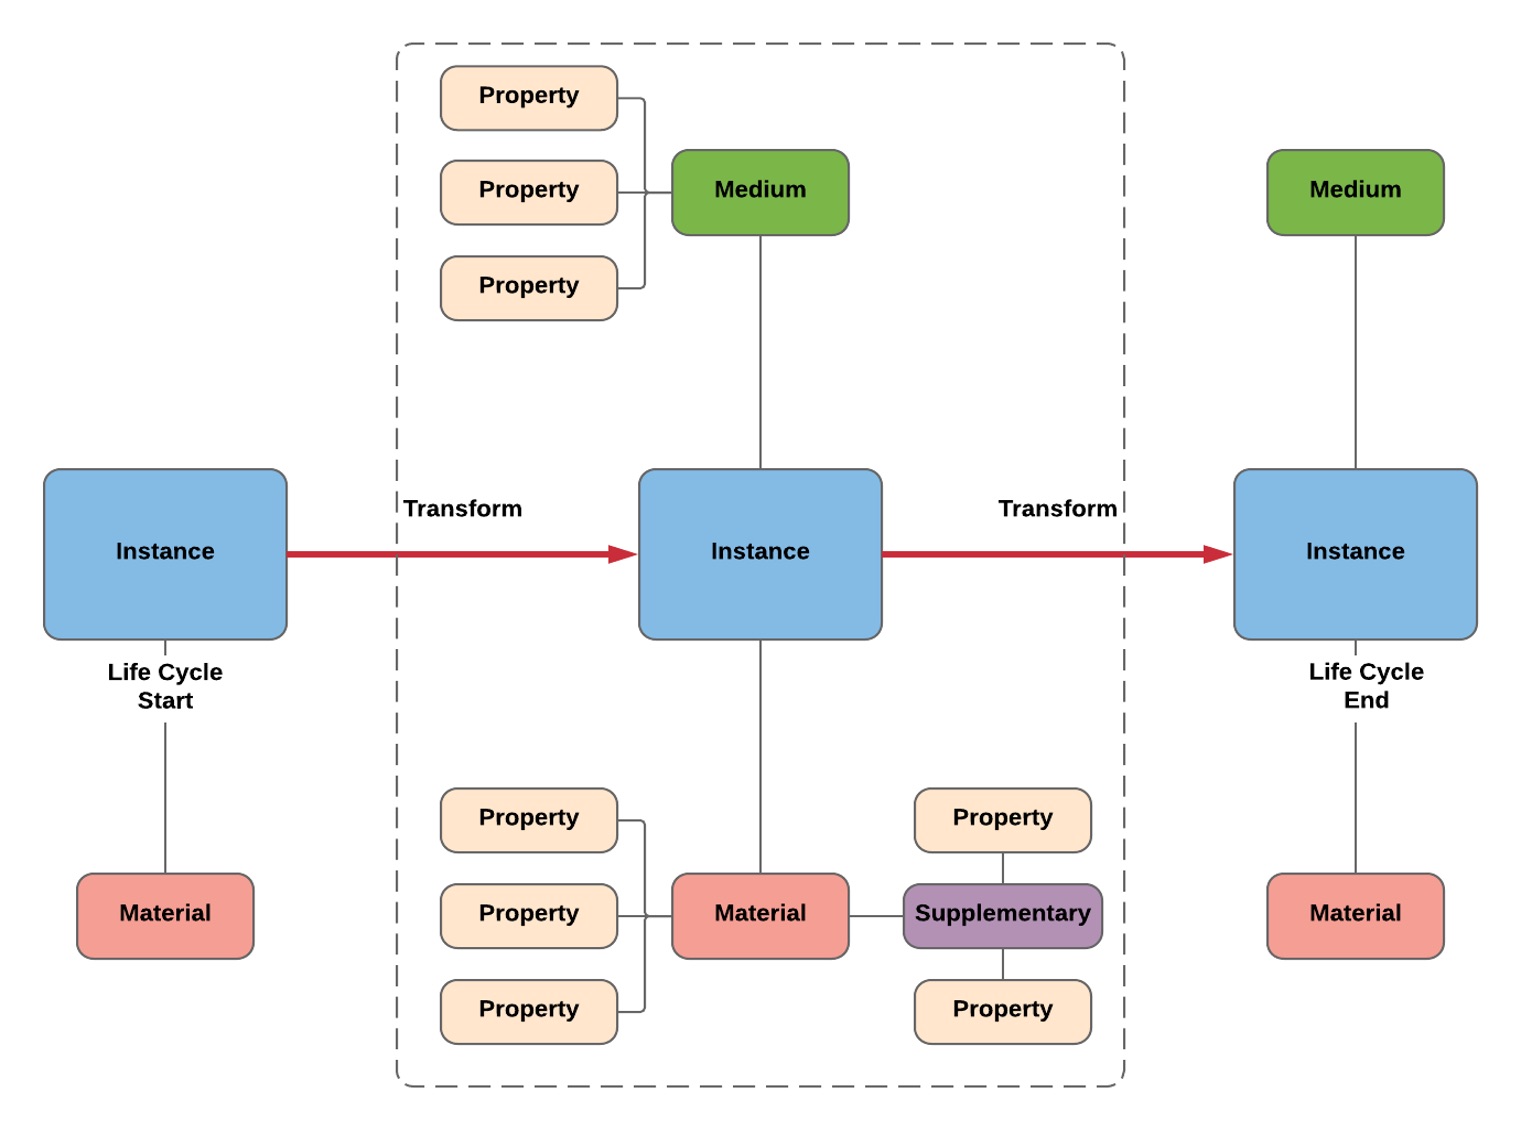 Property
Property
Medium
Medium
Property
Transform
Transform
Instance
Instance
Instance
Life Cycle
Start
Life Cycle
End
Property
Property
Material
Property
Material
Supplementary
Material
Property
Property